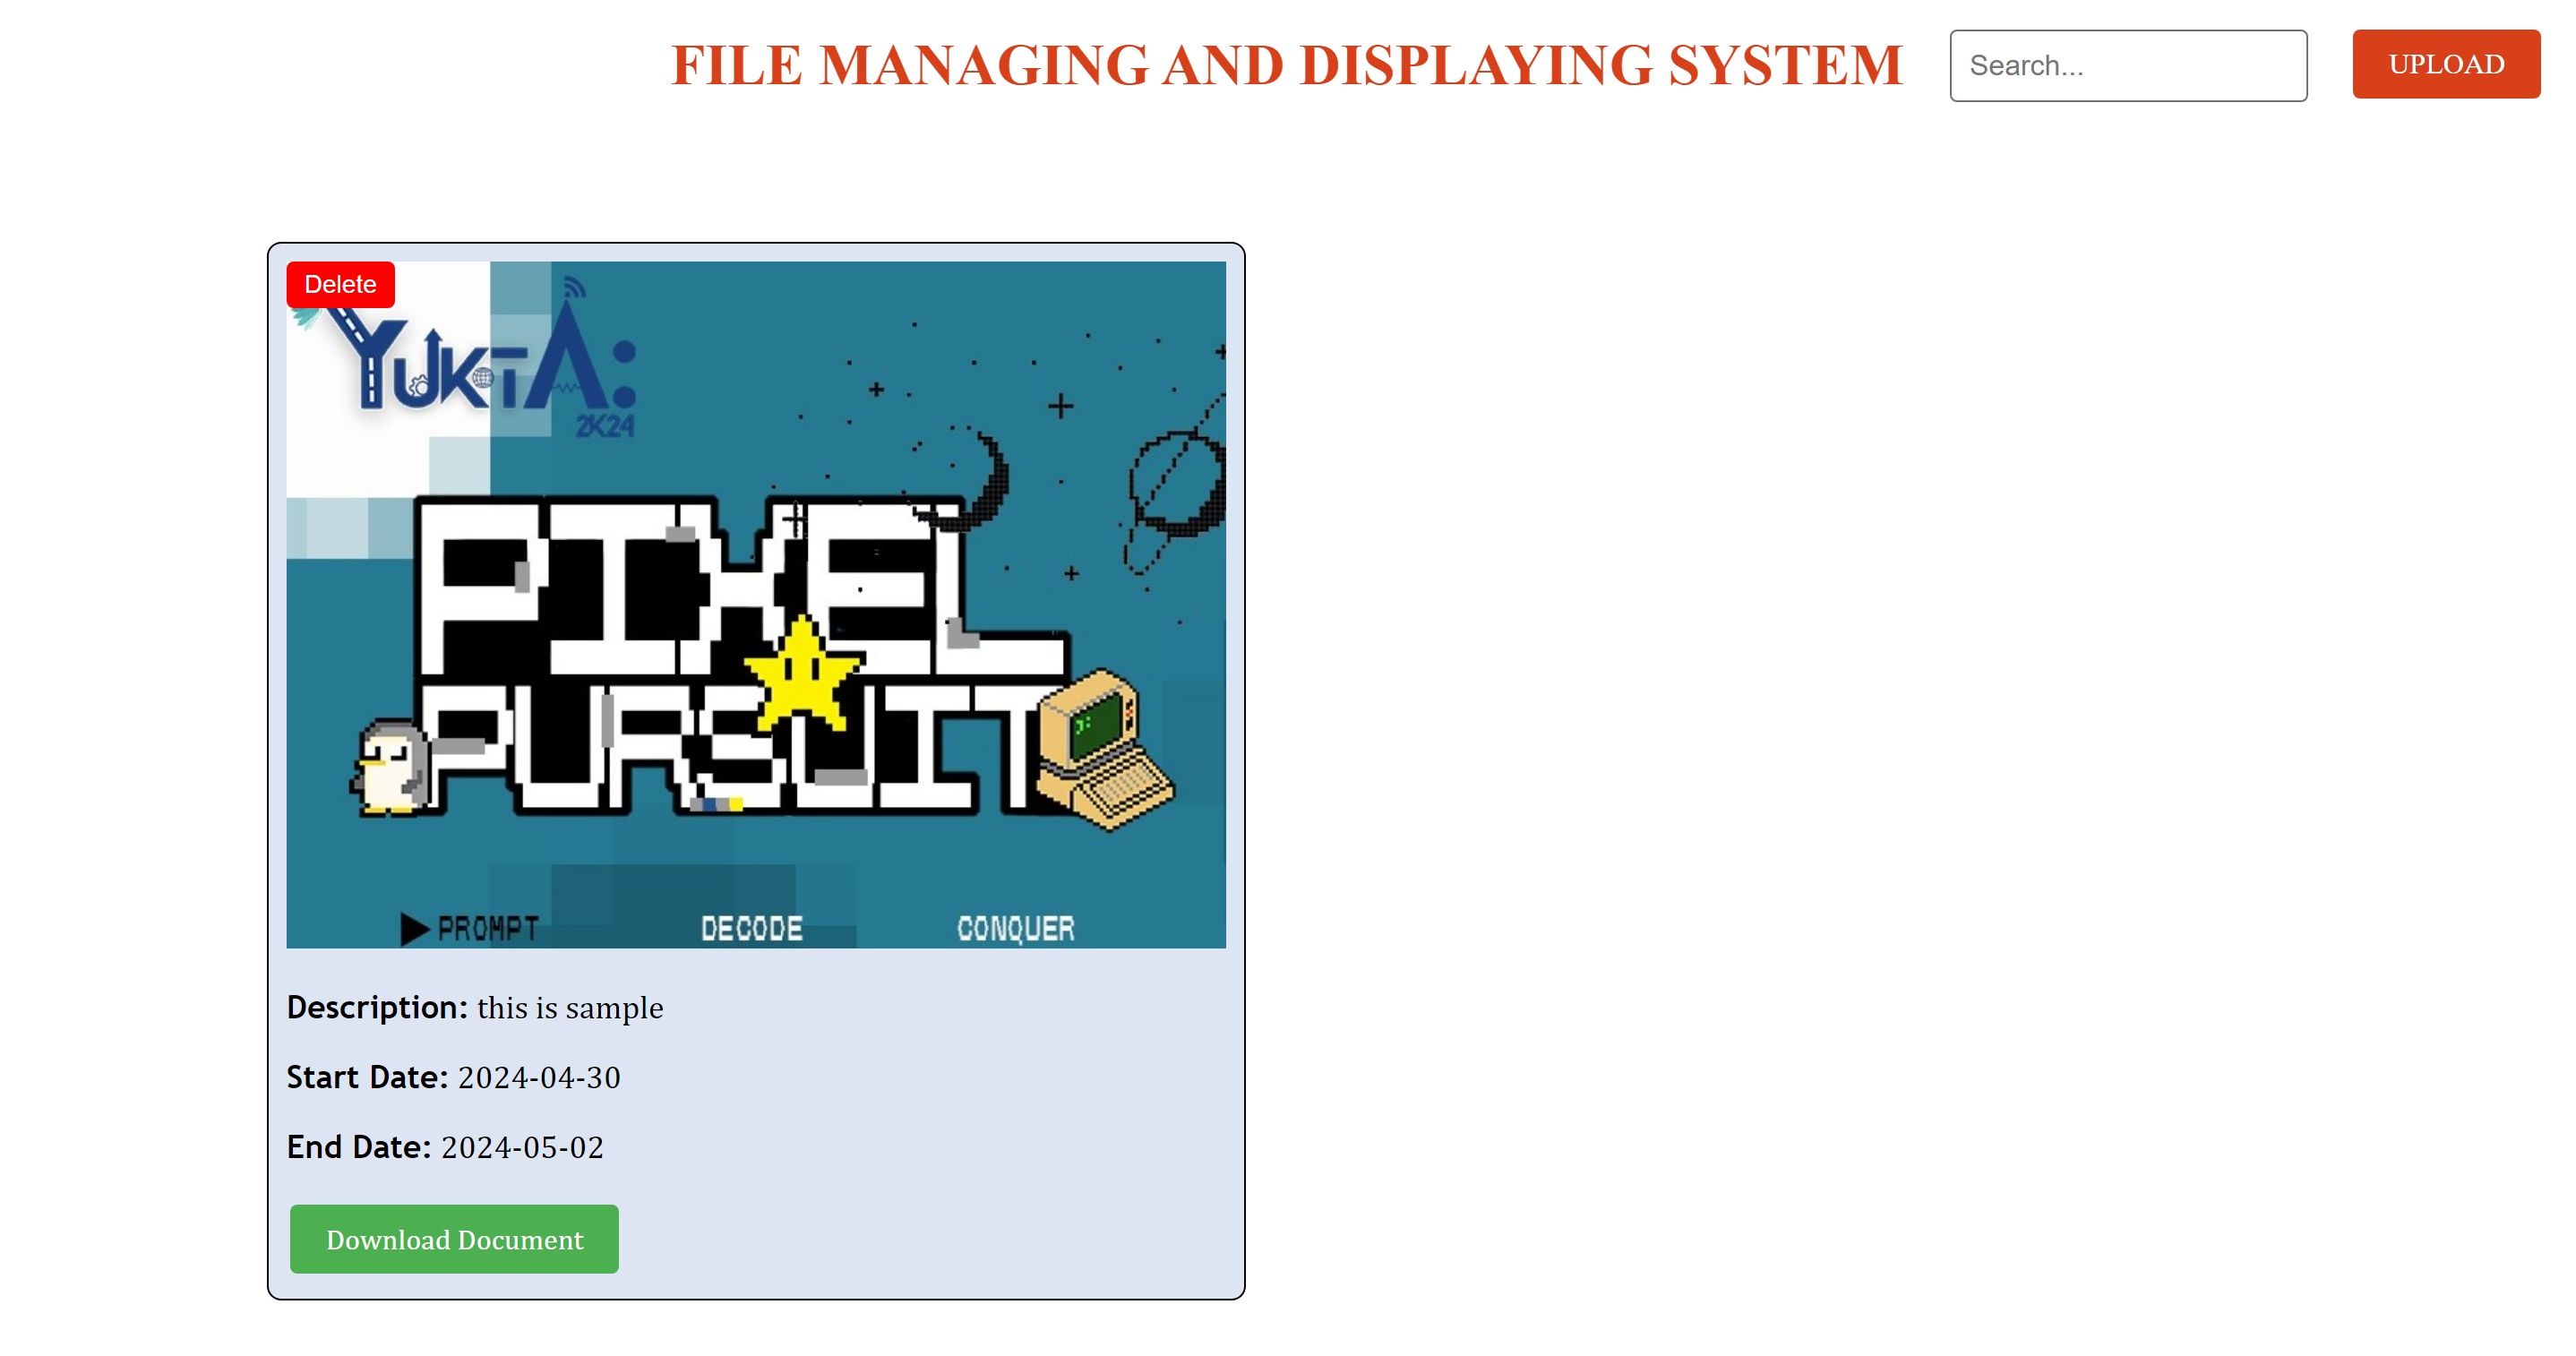 FILE MANAGING AND DISPLAYING SYSTEM
Search...
UPLOAD
Delete
YUKTA:
2K24
PIXEL
PURSUIT
PROMPT
DECODE
CONQUER
Description: this is sample
Start Date: 2024-04-30
End Date: 2024-05-02
Download Document